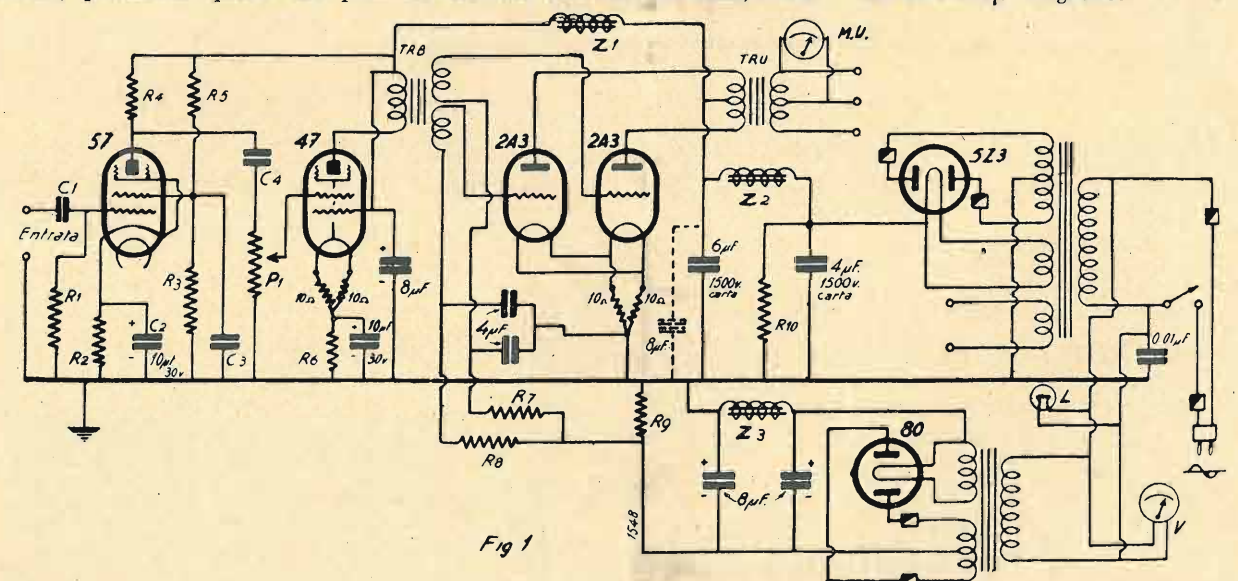 Z1
TRB
TRU
M.U.
R4
R5
57
47
2A3
2A3
5Z3
C1
C4
Entrata
P1
Z2
R1
R3
8µF
+
-
10Ω
10Ω
10Ω
10Ω
6µF
1500v.
carta
4µF.
1500v.
carta
R10
R2
C2
+
-
10µf
30v
C3
R6
+
-
10µF
30v
4µF
8µF
0.01µF
R7
R8
R9
Z3
80
L
+
-
8µF.
+
-
1548
V
Fig 1